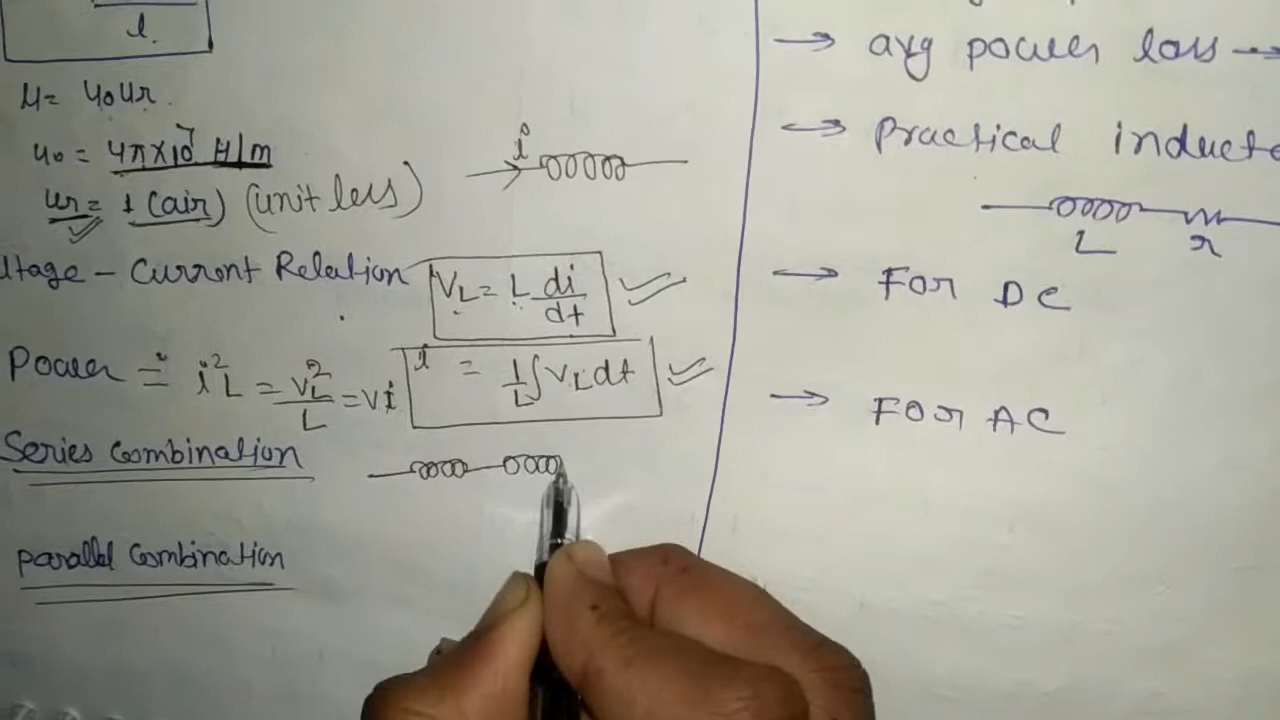 l.
μ = μ0μr.
μ0 = 4π×10^7 H/m
μr = 1 (air) (unit less)
i
ltage - Current Relation VL = L di/dt
Power = i²L = VL²/L = Vi
i = 1/L ∫ VL dt
Series Combination
Parallel Combination
→ avg power loss →
→ Practical inducto
L r
→ For DC
→ FOr AC